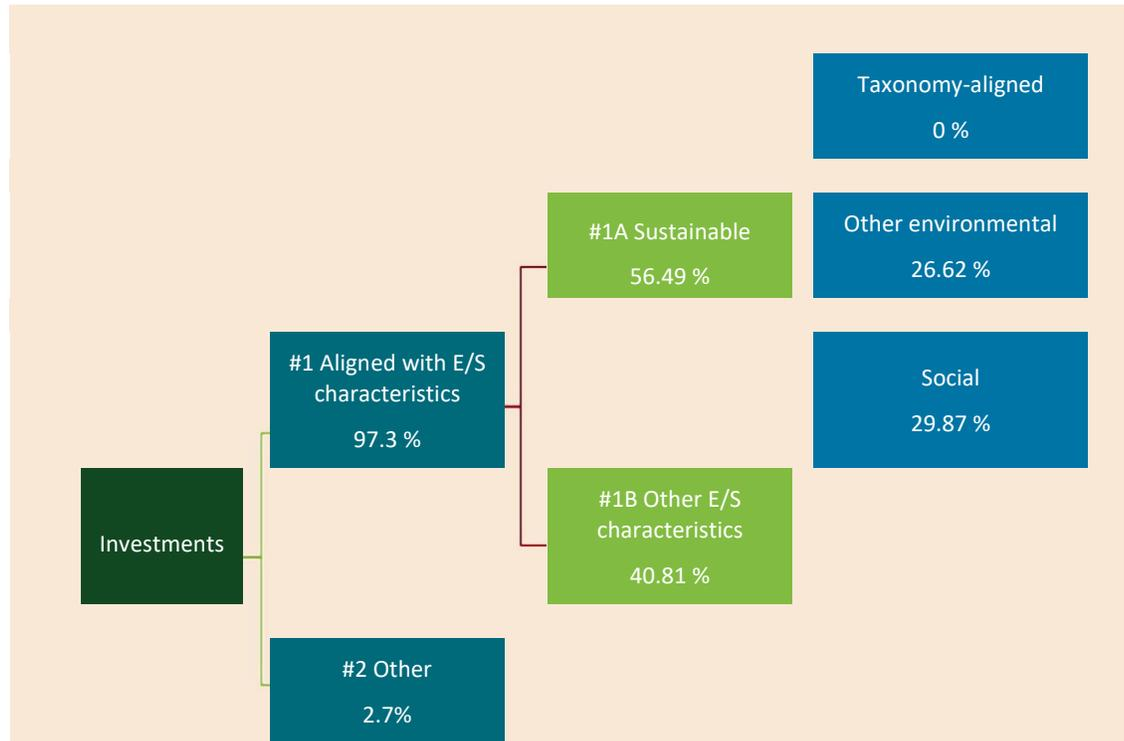 Taxonomy-aligned
0 %
#1A Sustainable
56.49 %
Other environmental
26.62 %
#1 Aligned with E/S
characteristics
97.3 %
Social
29.87 %
Investments
#1B Other E/S
characteristics
40.81 %
#2 Other
2.7%